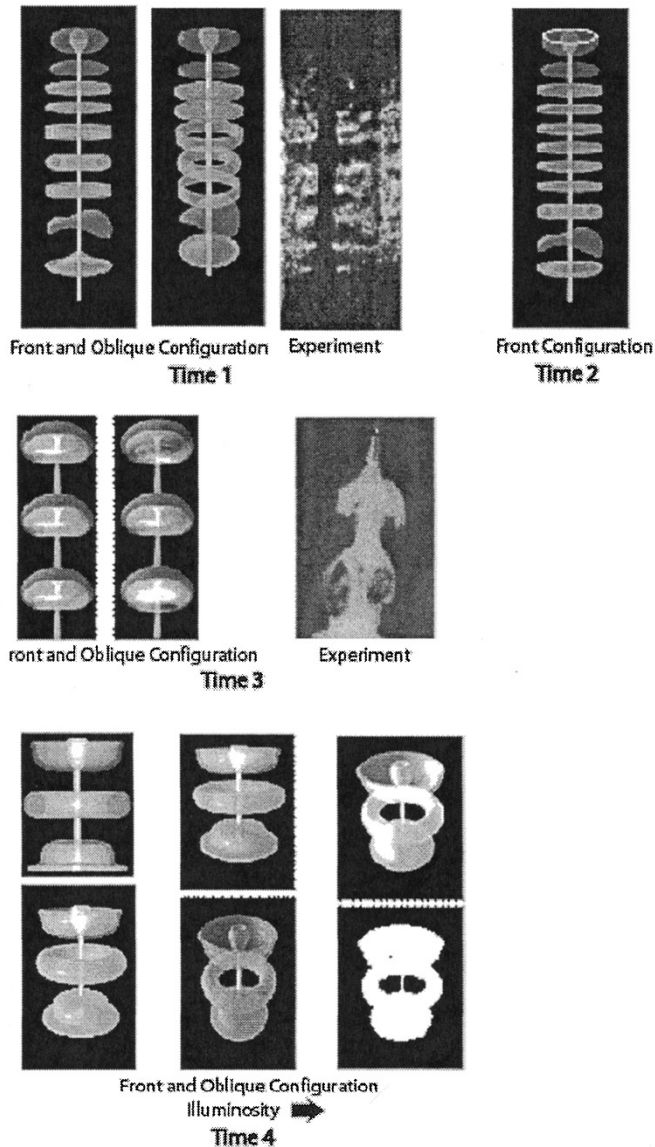 Front and Oblique Configuration
Experiment
Time 1
Front Configuration
Time 2
ront and Oblique Configuration
Experiment
Time 3
Front and Oblique Configuration
Illuminosity
Time 4